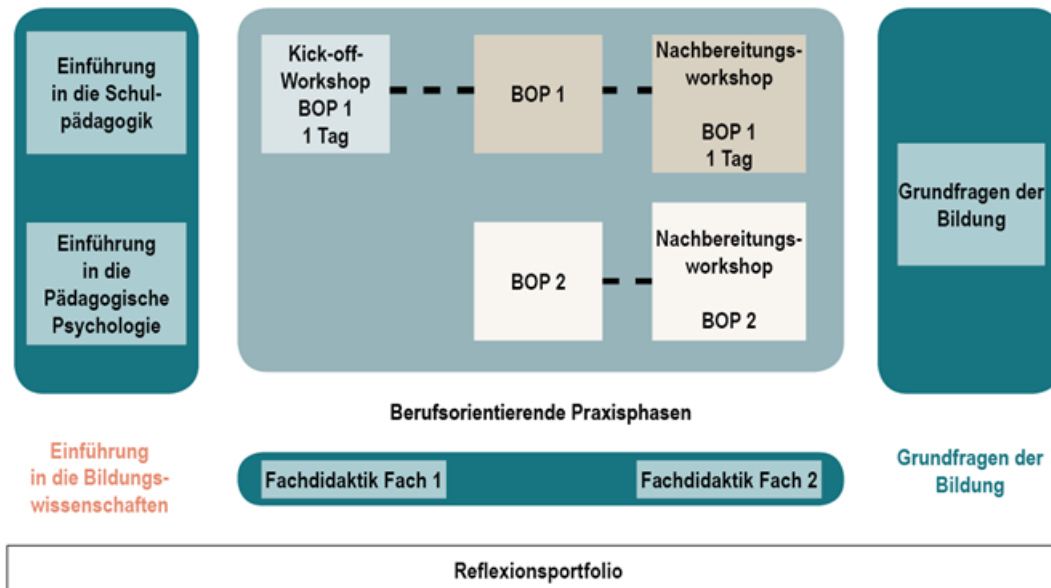 Einführung
in die Schul-
pädagogik
Einführung
in die
Pädagogische
Psychologie
Einführung
in die Bildungs-
wissenschaften
Kick-off-
Workshop
BOP 1
1 Tag
BOP 1
Nachbereitungs-
workshop
BOP 1
1 Tag
BOP 2
Nachbereitungs-
workshop
BOP 2
Berufsorientierende Praxisphasen
Fachdidaktik Fach 1
Fachdidaktik Fach 2
Grundfragen der
Bildung
Grundfragen der
Bildung
Reflexionsportfolio